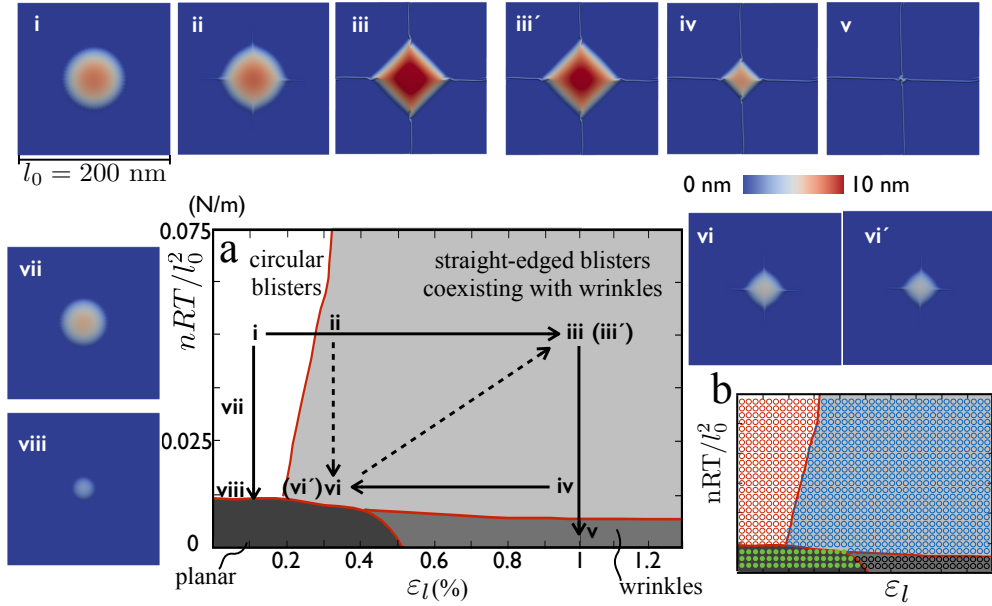 i
ii
iii
iii´
iv
v
l₀ = 200 nm
0 nm
10 nm
(N/m)
0.075
a
circular
blisters
straight-edged blisters
coexisting with wrinkles
nRT/l₀²
i
ii
iii (iii´)
vii
0.025
viii
(vi´) vi
iv
v
0
0.2
0.4
0.6
0.8
1
1.2
planar
ε_l(%)
wrinkles
vii
viii
vi
vi´
b
nRT/l₀²
ε_l